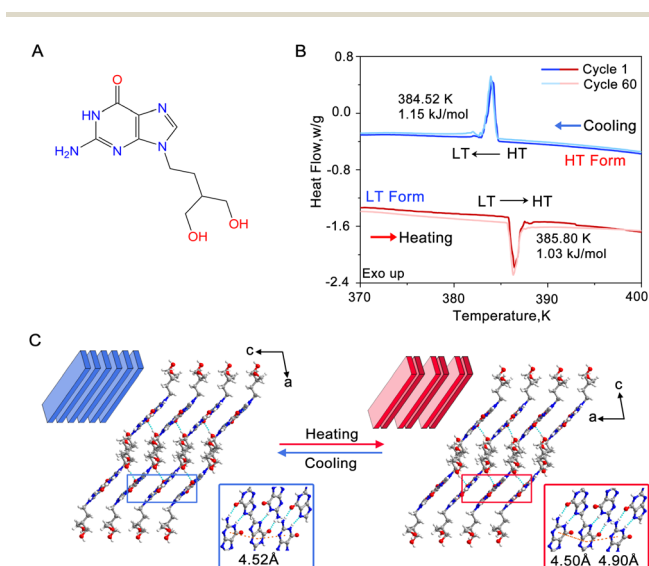 A
O
HN
N
H₂N
N
N
OH
OH
B
0.8
0.0
-0.8
-1.6
-2.4
Heat Flow,w/g
Cycle 1
Cycle 60
384.52 K
1.15 kJ/mol
Cooling
LT ← HT
HT Form
LT Form
LT → HT
Heating
385.80 K
1.03 kJ/mol
Exo up
370 380 390 400
Temperature,K
C
c
a
Heating
Cooling
c
a
4.52Å
4.50Å 4.90Å